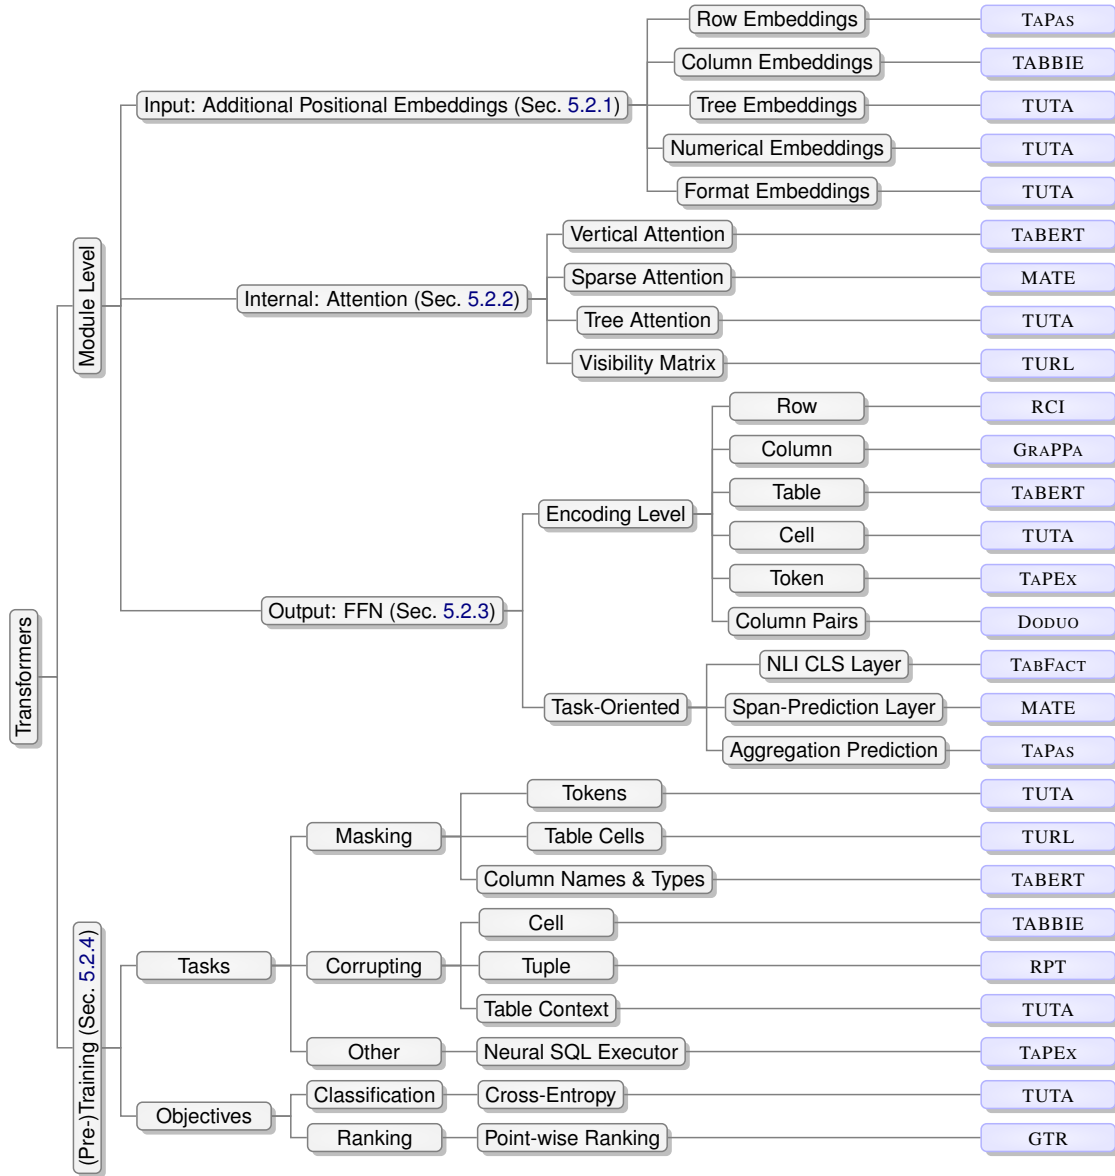 Row Embeddings TAPAS
Column Embeddings TABBIE
Input: Additional Positional Embeddings (Sec. 5.2.1) Tree Embeddings TUTA
Numerical Embeddings TUTA
Format Embeddings TUTA
Vertical Attention TABERT
Sparse Attention MATE
Module Level
Internal: Attention (Sec. 5.2.2)
Tree Attention TUTA
Visibility Matrix TURL
Row RCI
Column GRAPPA
Table TABERT
Encoding Level
Cell TUTA
Token TAPEX
Output: FFN (Sec. 5.2.3)
Column Pairs DODUO
Transformers
NLI CLS Layer TABFACT
Task-Oriented Span-Prediction Layer MATE
Aggregation Prediction TAPAS
Tokens TUTA
Masking Table Cells TURL
Column Names & Types TABERT
Cell TABBIE
(Pre-)Training (Sec. 5.2.4)
Tasks Corrupting Tuple RPT
Table Context TUTA
Other Neural SQL Executor TAPEX
Classification Cross-Entropy TUTA
Objectives
Ranking Point-wise Ranking GTR